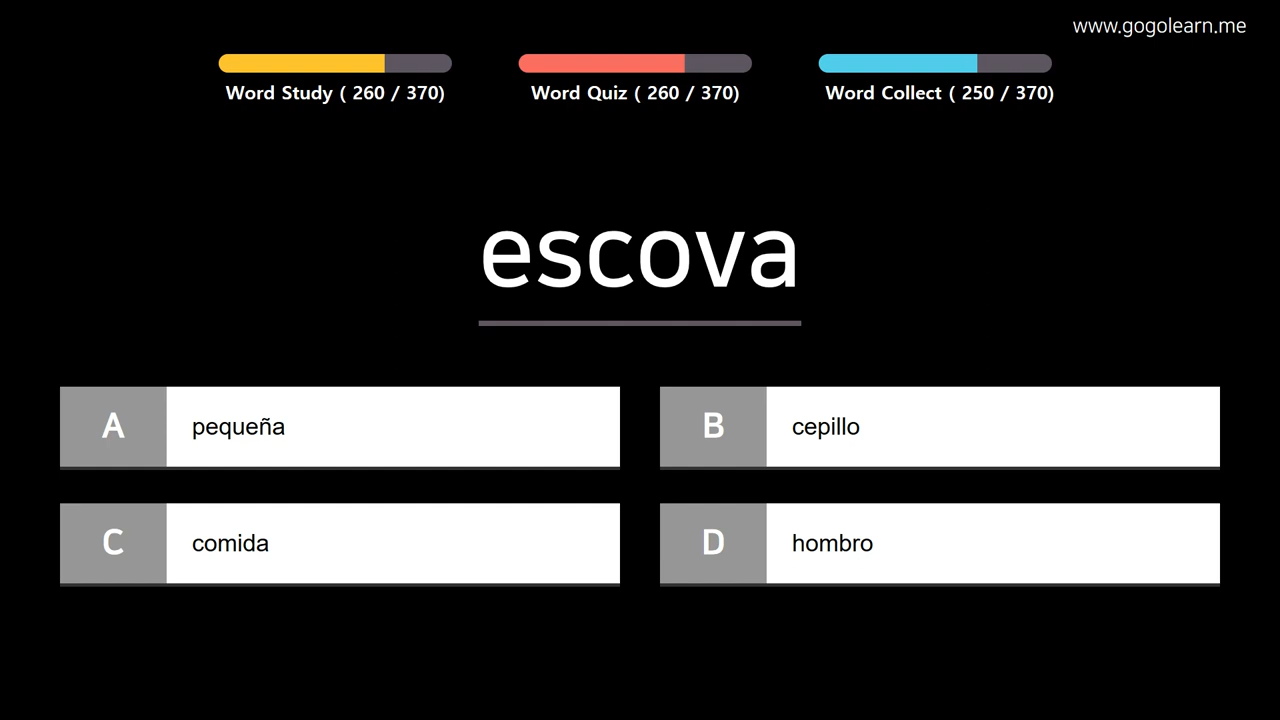 www.gogolearn.me
Word Study ( 260 / 370)
Word Quiz ( 260 / 370)
Word Collect ( 250 / 370)
escova
A pequeña
B cepillo
C comida
D hombro